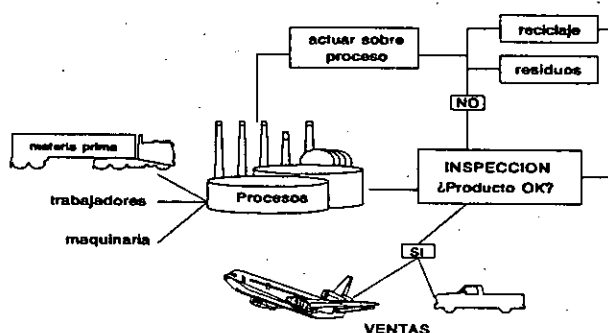 actuar sobre
proceso
reciclaje
residuos
NO
materia prima
trabajadores
maquinaria
Procesos
INSPECCION
¿Producto OK?
SI
VENTAS